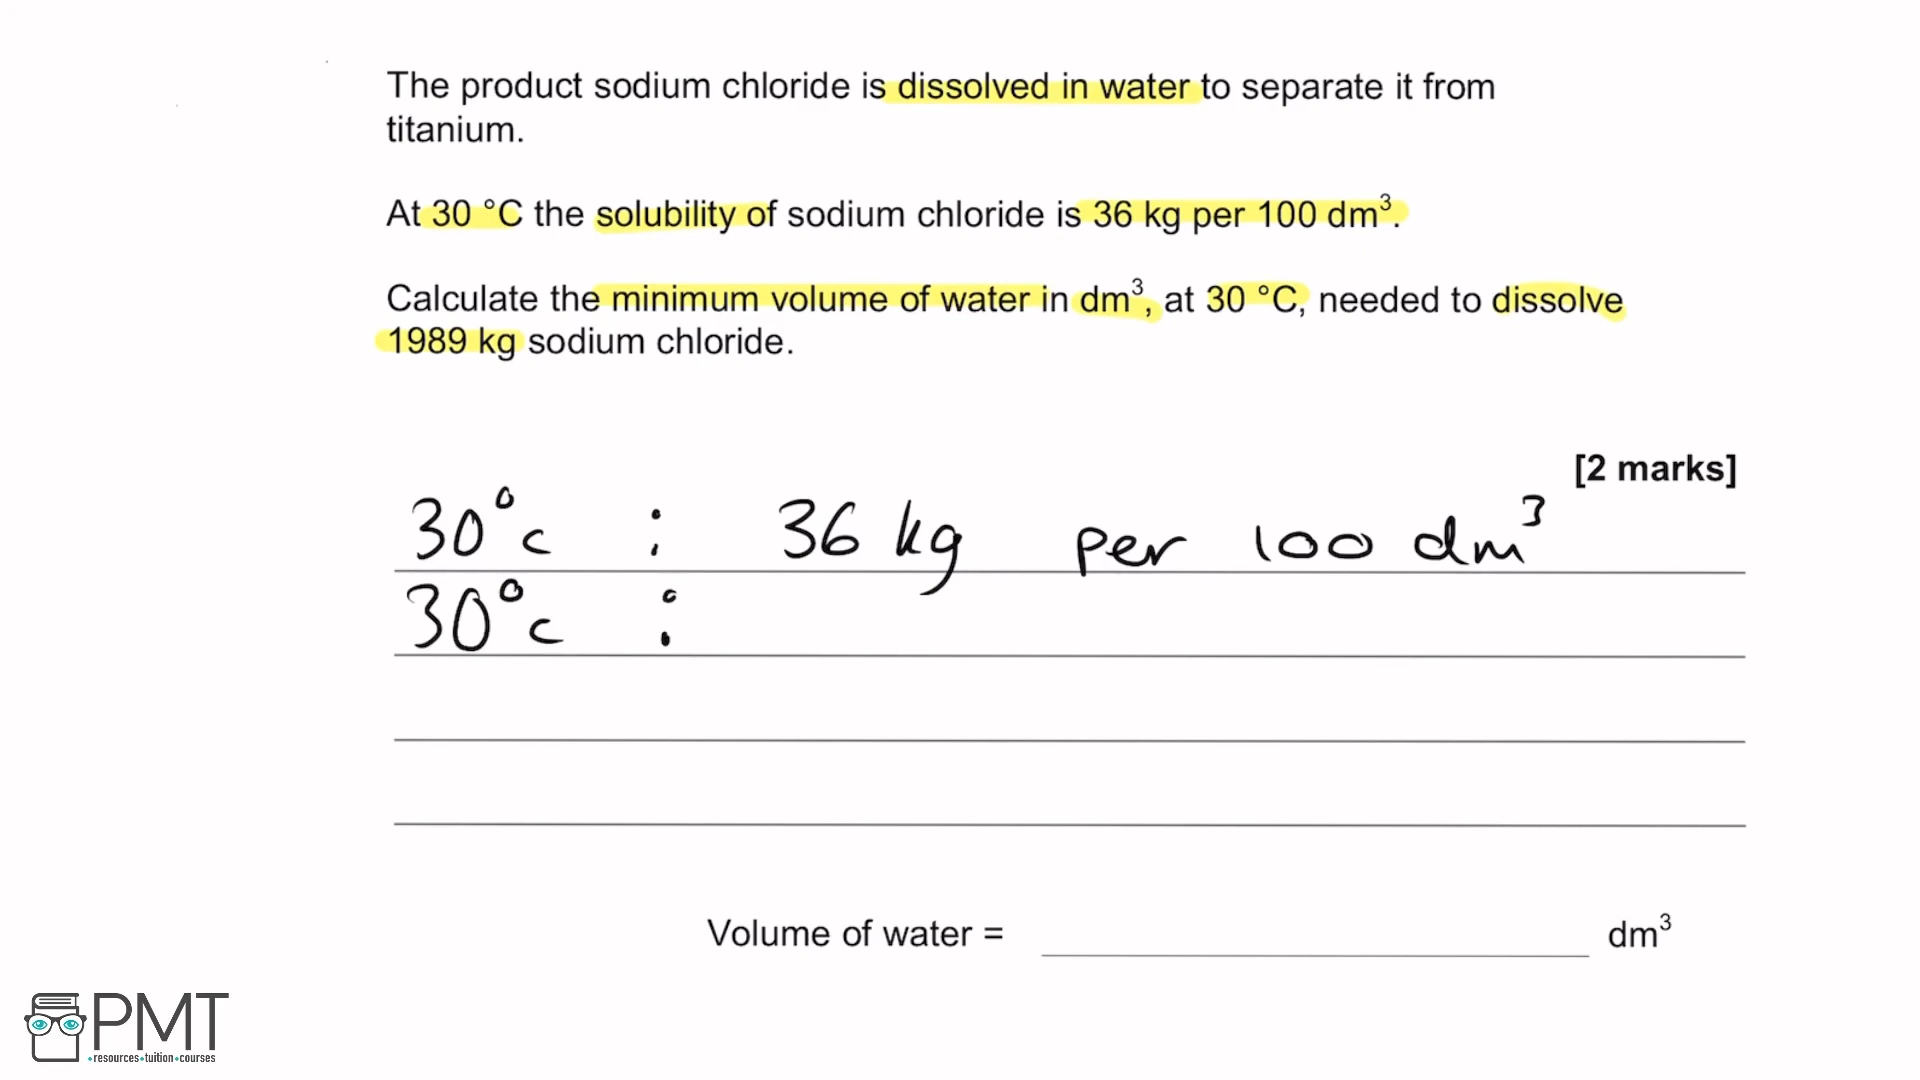 The product sodium chloride is dissolved in water to separate it from
titanium.
At 30 °C the solubility of sodium chloride is 36 kg per 100 dm³.
Calculate the minimum volume of water in dm³, at 30 °C, needed to dissolve
1989 kg sodium chloride.
[2 marks]
30°c : 36 kg per 100 dm³
30°c :
Volume of water = dm³
PMT
•resources•tuition•courses